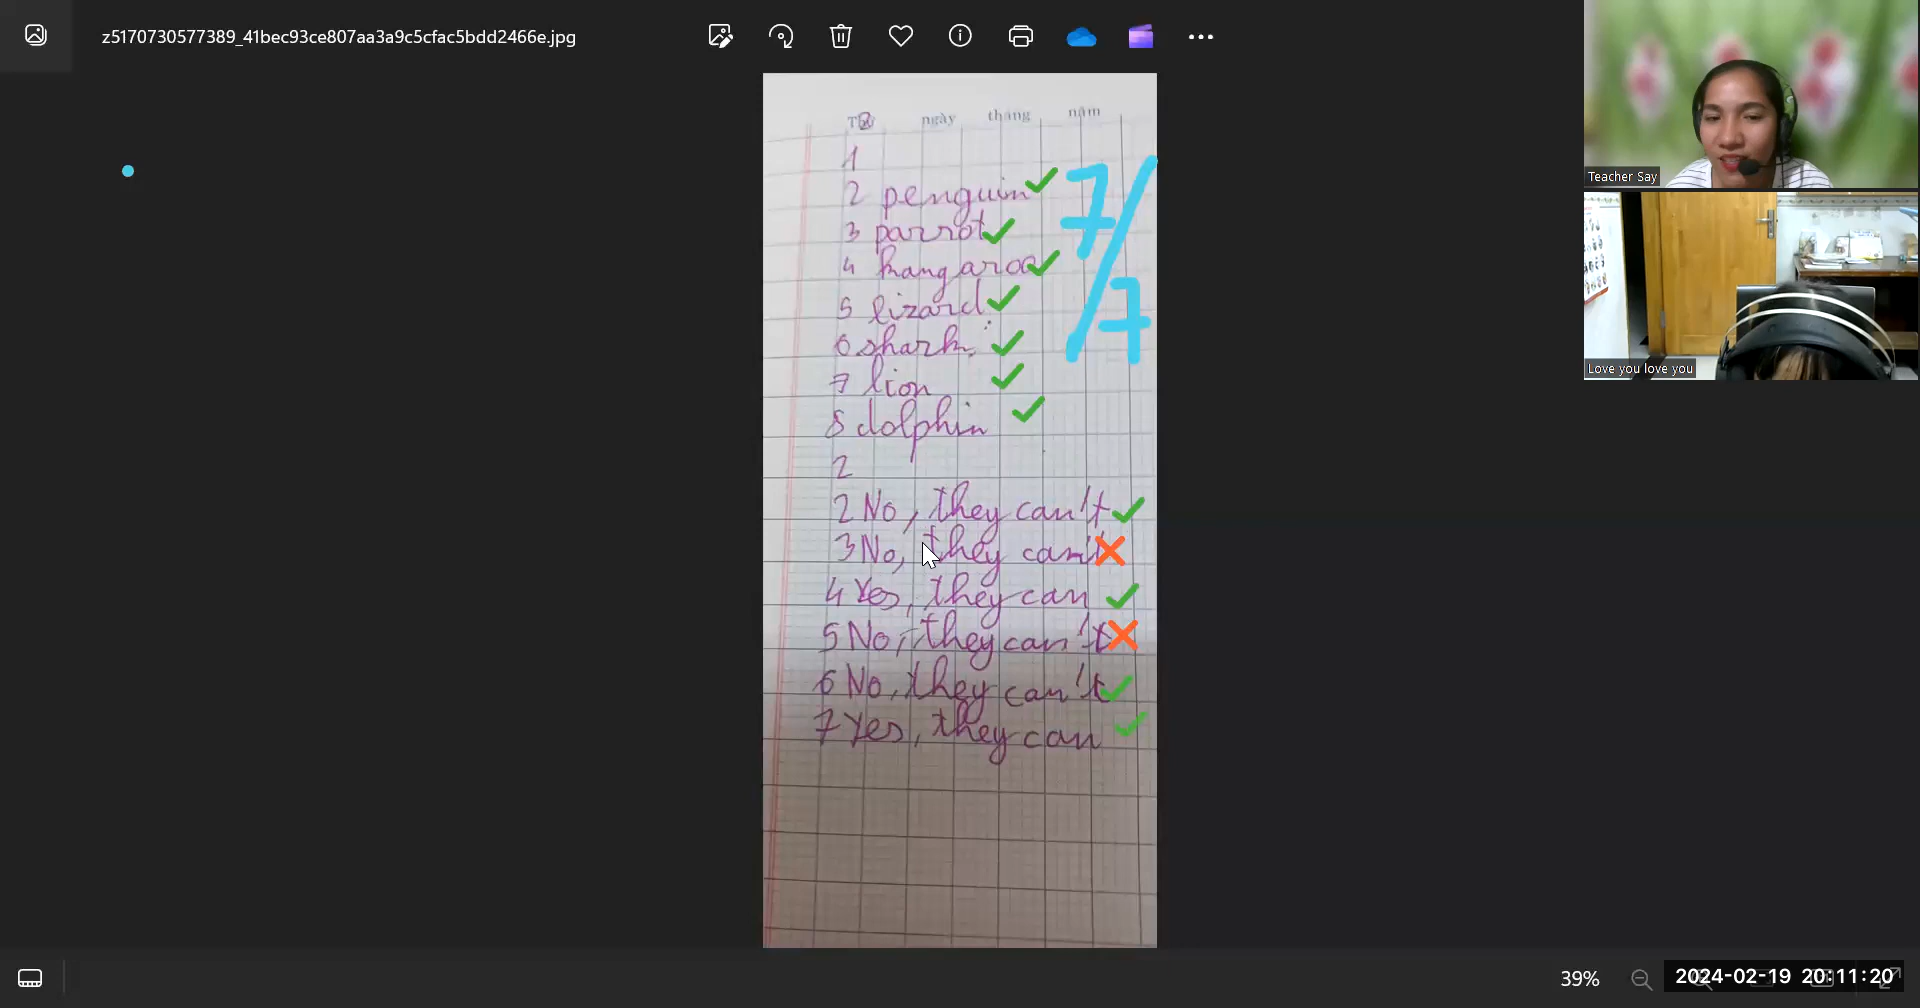 z5170730577389_41bec93ce807aa3a9c5cfac5bdd2466e.jpg
Thứ ngày tháng năm
1
2 penguin
3 parrot
4 kangaroo
5 lizard
6 shark
7 lion
8 dolphin
7/7
2
2 No, they can't
3 No, they can't
4 Yes, they can
5 No, they can't
6 No, they can't
7 Yes, they can
Teacher Say
Love you love you
39%
2024-02-19 20:11:20